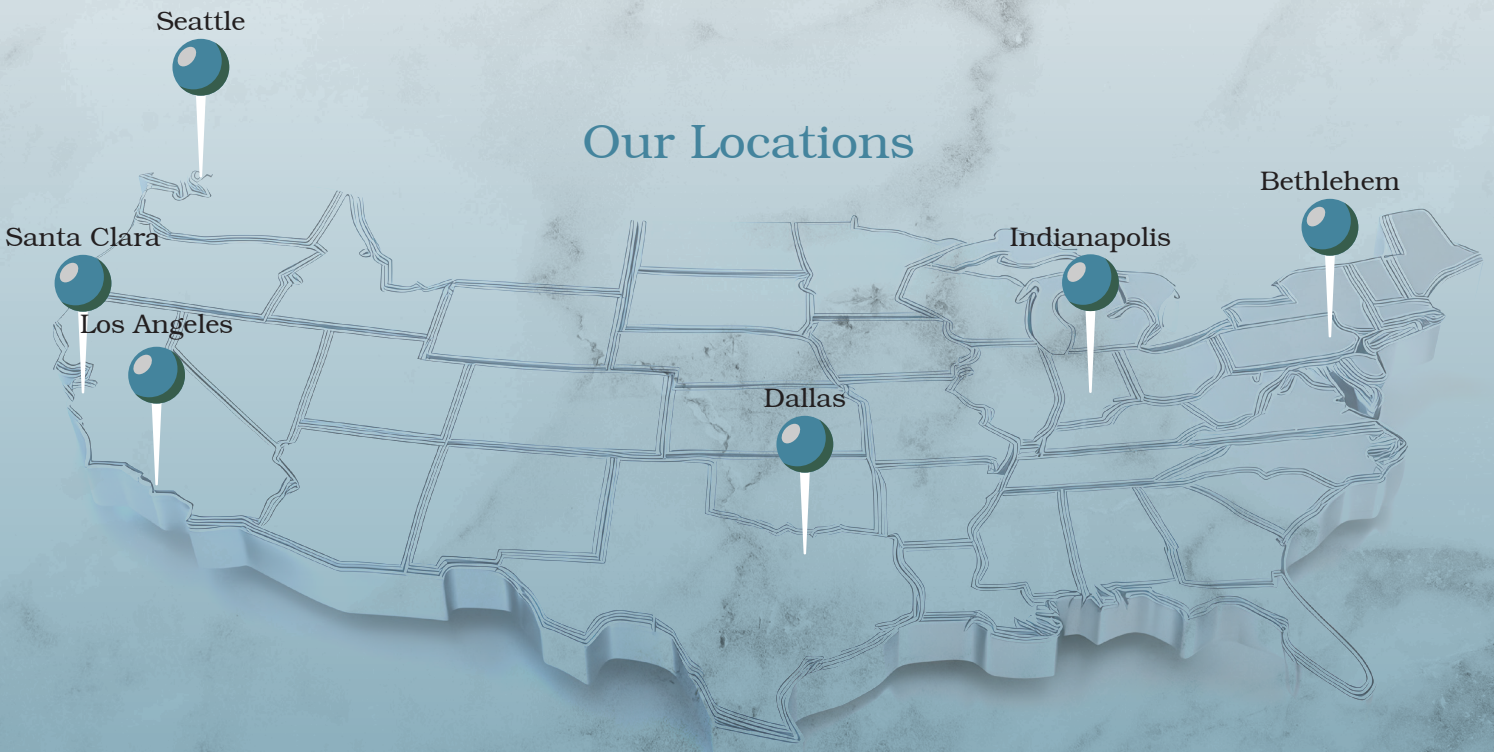 Seattle
Our Locations
Bethlehem
Santa Clara
Indianapolis
Los Angeles
Dallas